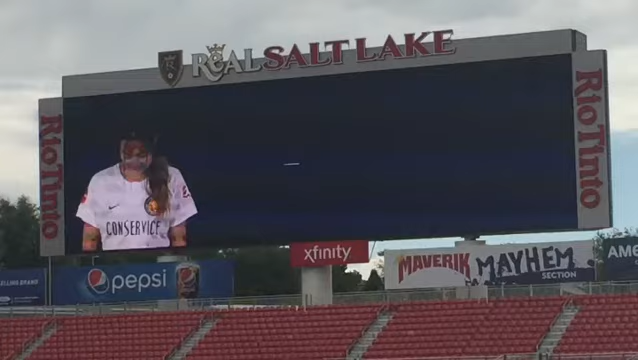 REAL SALT LAKE
RioTinto
RioTinto
CONSERVICE
xfinity
pepsi
MAVERIK MAYHEM
SECTION
AME